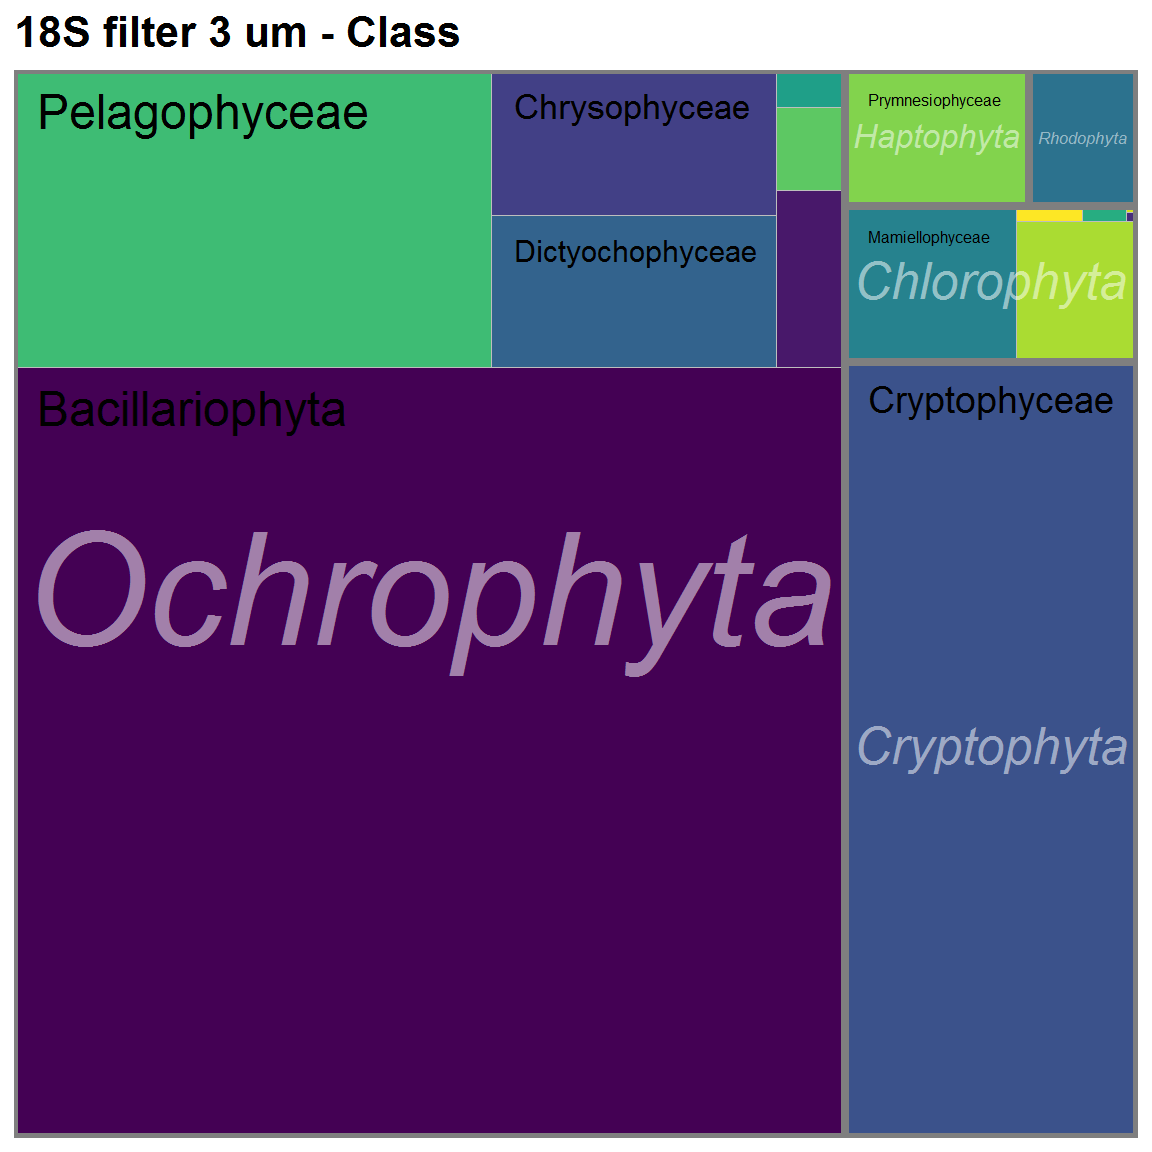 18S filter 3 um - Class
Pelagophyceae
Chrysophyceae
Dictyochophyceae
Bacillariophyta
Ochrophyta
Prymnesiophyceae
Haptophyta
Rhodophyta
Mamiellophyceae
Chlorophyta
Cryptophyceae
Cryptophyta